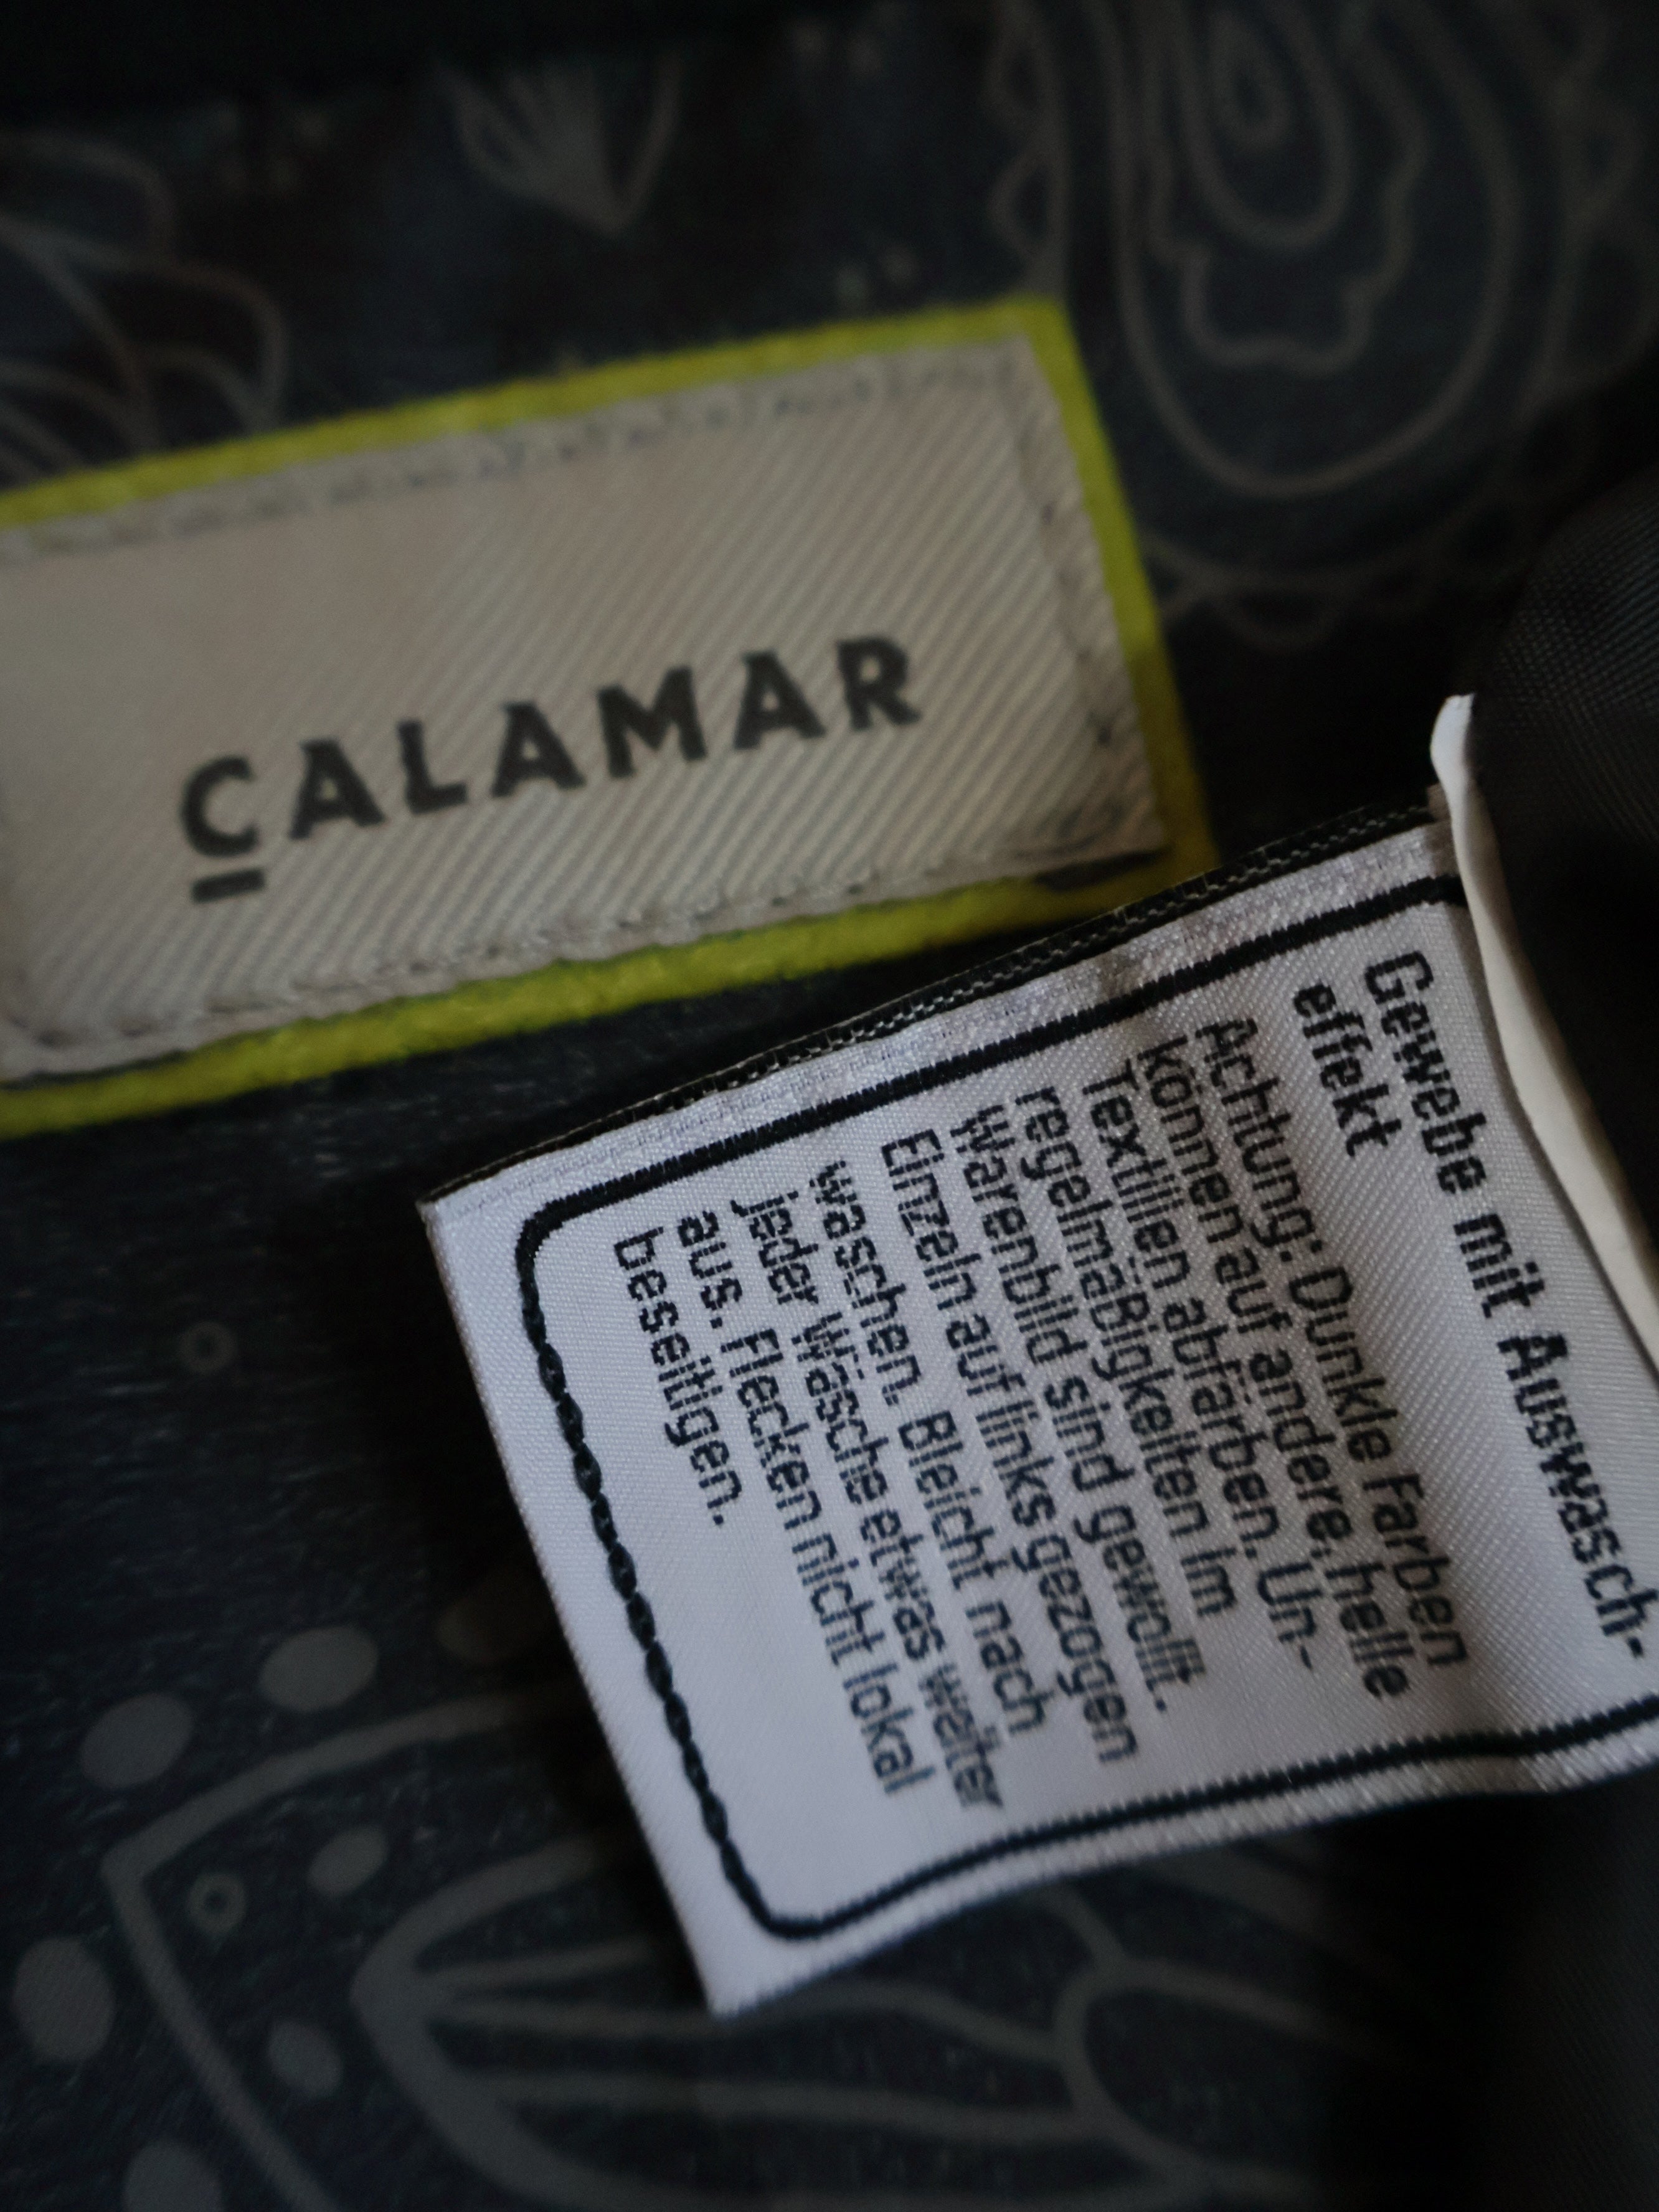 CALAMAR
Gewebe mit Auswasch-
effekt
Achtung: Dunkle Farben
können auf andere, helle
Textilien abfärben. Un-
regelmäßigkeiten im
Warenbild sind gewollt.
Einzeln auf links gezogen
waschen. Bleicht nach
jeder Wäsche etwas weiter
aus. Flecken nicht lokal
beseitigen.